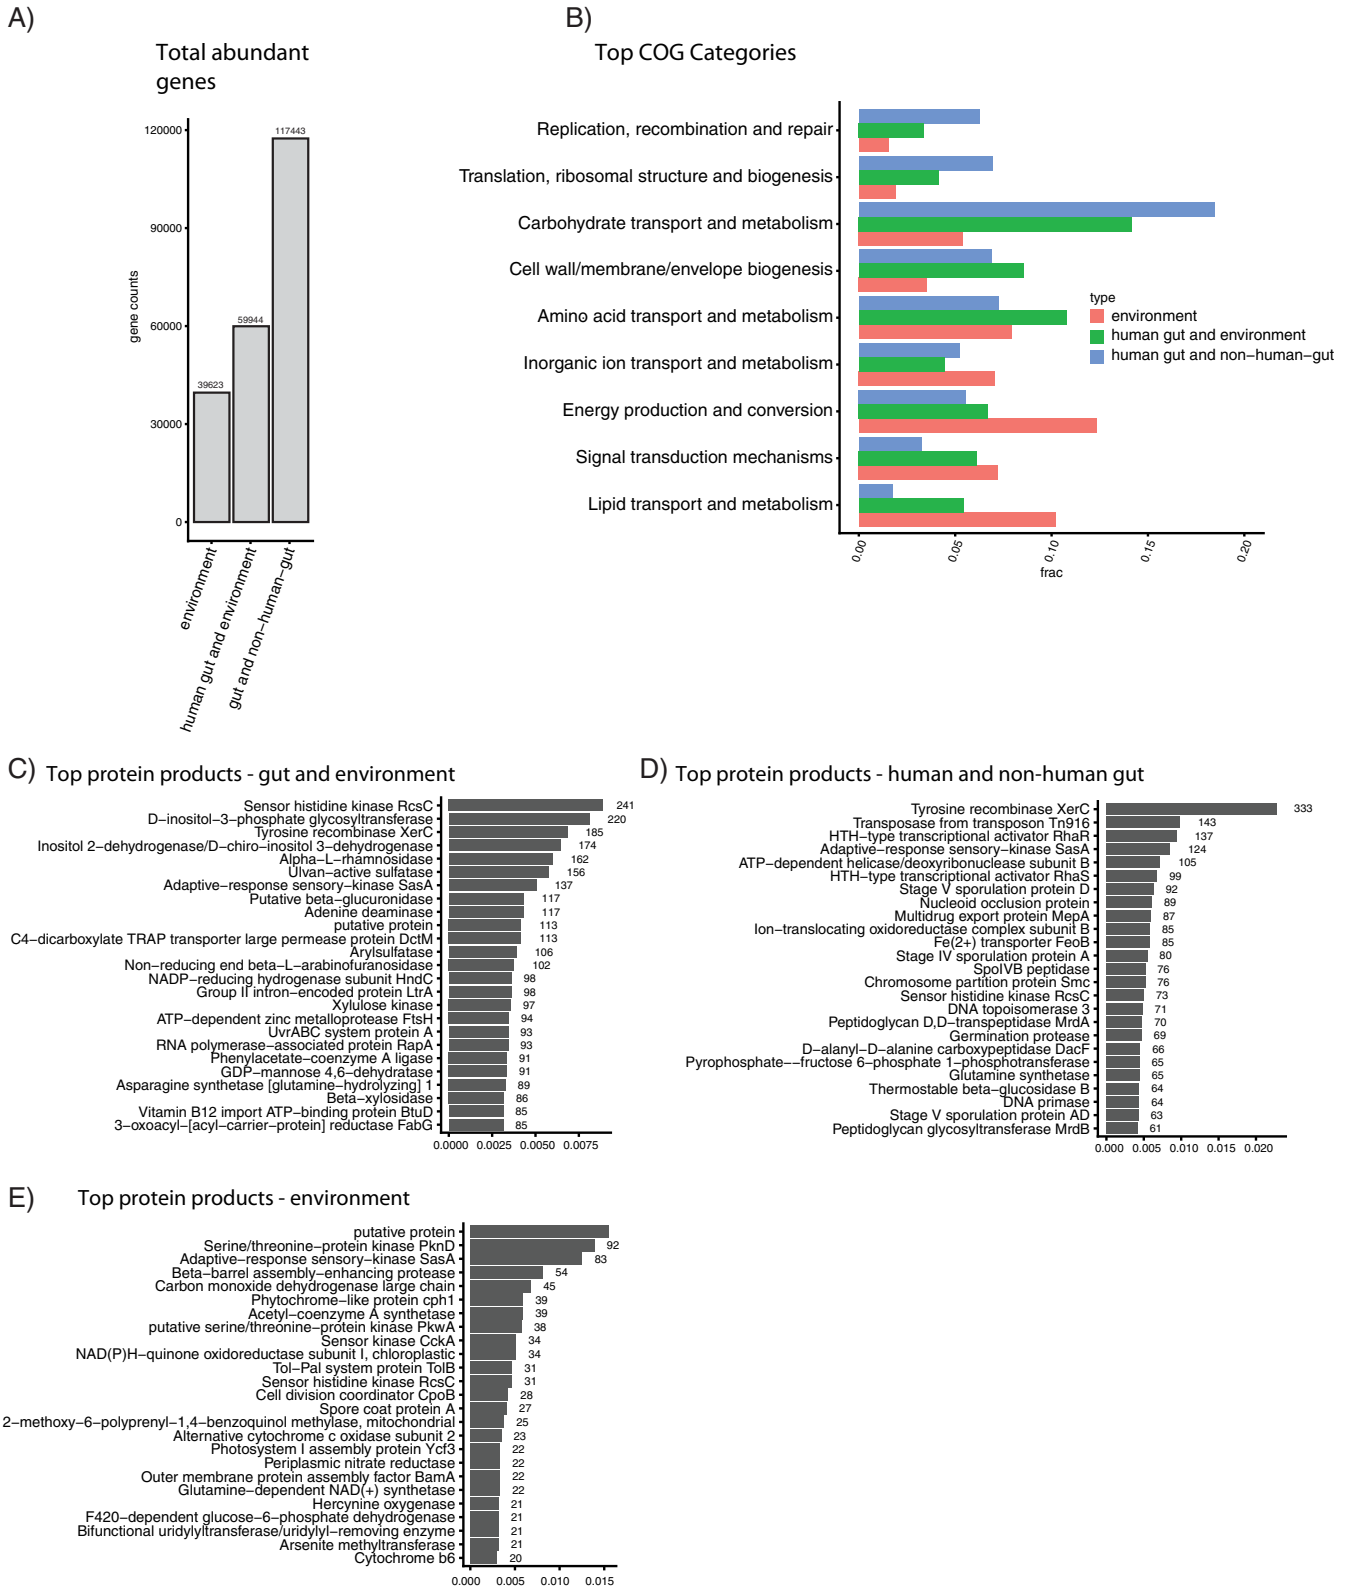 A)
Total abundant
genes
120000
90000
60000
30000
0
gene counts
117443
59944
39623
environment
human gut and environment
gut and non−human−gut
B)
Top COG Categories
Replication, recombination and repair
Translation, ribosomal structure and biogenesis
Carbohydrate transport and metabolism
Cell wall/membrane/envelope biogenesis
Amino acid transport and metabolism
Inorganic ion transport and metabolism
Energy production and conversion
Signal transduction mechanisms
Lipid transport and metabolism
0.00 0.05 0.10 0.15 0.20
frac
type
environment
human gut and environment
human gut and non−human−gut
C) Top protein products - gut and environment
Sensor histidine kinase RcsC 241
D−inositol−3−phosphate glycosyltransferase 220
Tyrosine recombinase XerC 185
Inositol 2−dehydrogenase/D−chiro−inositol 3−dehydrogenase 174
Alpha−L−rhamnosidase 162
Ulvan−active sulfatase 156
Adaptive−response sensory−kinase SasA 137
Putative beta−glucuronidase 117
Adenine deaminase 117
putative protein 113
C4−dicarboxylate TRAP transporter large permease protein DctM 113
Arylsulfatase 106
Non−reducing end beta−L−arabinofuranosidase 102
NADP−reducing hydrogenase subunit HndC 98
Group II intron−encoded protein LtrA 98
Xylulose kinase 97
ATP−dependent zinc metalloprotease FtsH 94
UvrABC system protein A 93
RNA polymerase−associated protein RapA 93
Phenylacetate−coenzyme A ligase 91
GDP−mannose 4,6−dehydratase 91
Asparagine synthetase [glutamine−hydrolyzing] 1 89
Beta−xylosidase 86
Vitamin B12 import ATP−binding protein BtuD 85
3−oxoacyl−[acyl−carrier−protein] reductase FabG 85
0.0000 0.0025 0.0050 0.0075
D) Top protein products - human and non-human gut
Tyrosine recombinase XerC 333
Transposase from transposon Tn916 143
HTH−type transcriptional activator RhaR 137
Adaptive−response sensory−kinase SasA 124
ATP−dependent helicase/deoxyribonuclease subunit B 105
HTH−type transcriptional activator RhaS 99
Stage V sporulation protein D 92
Nucleoid occlusion protein 89
Multidrug export protein MepA 87
Ion−translocating oxidoreductase complex subunit B 85
Fe(2+) transporter FeoB 85
Stage IV sporulation protein A 80
SpoIVB peptidase 76
Chromosome partition protein Smc 76
Sensor histidine kinase RcsC 73
DNA topoisomerase 3 71
Peptidoglycan D,D−transpeptidase MrdA 70
Germination protease 69
D−alanyl−D−alanine carboxypeptidase DacF 66
Pyrophosphate−−fructose 6−phosphate 1−phosphotransferase 65
Glutamine synthetase 65
Thermostable beta−glucosidase B 64
DNA primase 64
Stage V sporulation protein AD 63
Peptidoglycan glycosyltransferase MrdB 61
0.000 0.005 0.010 0.015 0.020
E) Top protein products - environment
putative protein
Serine/threonine−protein kinase PknD 92
Adaptive−response sensory−kinase SasA 83
Beta−barrel assembly−enhancing protease 54
Carbon monoxide dehydrogenase large chain 45
Phytochrome−like protein cph1 39
Acetyl−coenzyme A synthetase 39
putative serine/threonine−protein kinase PkwA 38
Sensor kinase CckA 34
NAD(P)H−quinone oxidoreductase subunit I, chloroplastic 34
Tol−Pal system protein TolB 31
Sensor histidine kinase RcsC 31
Cell division coordinator CpoB 28
Spore coat protein A 27
2−methoxy−6−polyprenyl−1,4−benzoquinol methylase, mitochondrial 25
Alternative cytochrome c oxidase subunit 2 23
Photosystem I assembly protein Ycf3 22
Periplasmic nitrate reductase 22
Outer membrane protein assembly factor BamA 22
Glutamine−dependent NAD(+) synthetase 22
Hercynine oxygenase 21
F420−dependent glucose−6−phosphate dehydrogenase 21
Bifunctional uridylyltransferase/uridylyl−removing enzyme 21
Arsenite methyltransferase 21
Cytochrome b6 20
0.000 0.005 0.010 0.015